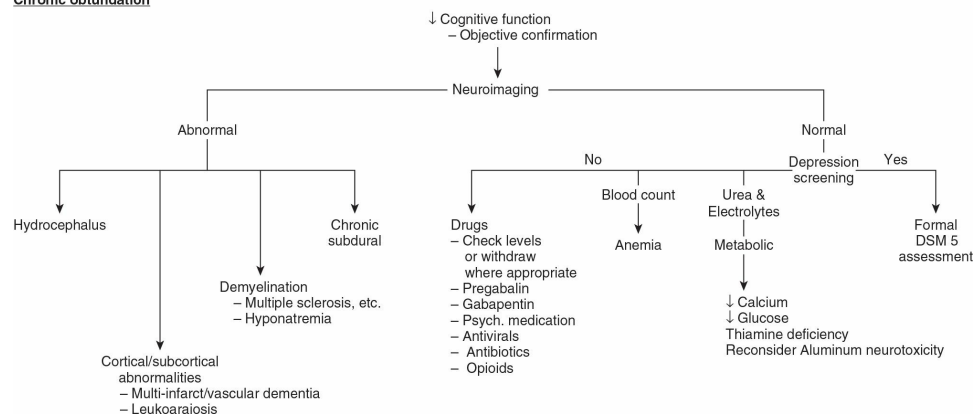 Chronic obtundation
↓ Cognitive function
– Objective confirmation
Neuroimaging
Abnormal
Normal
No
Depression
screening
Yes
Hydrocephalus
Chronic
subdural
Demyelination
– Multiple sclerosis, etc.
– Hyponatremia
Cortical/subcortical
abnormalities
– Multi-infarct/vascular dementia
– Leukoaraiosis
Drugs
– Check levels
or withdraw
where appropriate
– Pregabalin
– Gabapentin
– Psych. medication
– Antivirals
– Antibiotics
– Opioids
Blood count
Anemia
Urea &
Electrolytes
Metabolic
↓ Calcium
↓ Glucose
Thiamine deficiency
Reconsider Aluminum neurotoxicity
Formal
DSM 5
assessment